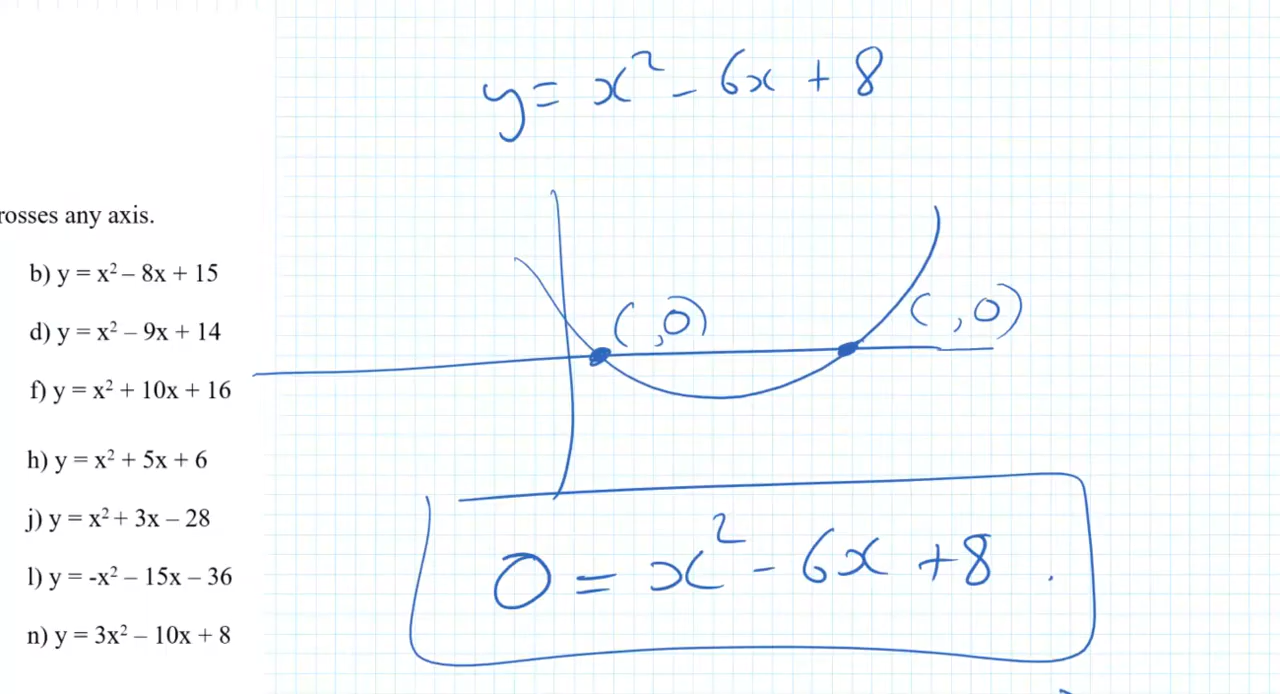 y = x² - 6x + 8
rosses any axis.
b) y = x² – 8x + 15
d) y = x² – 9x + 14
( ,0)
( ,0)
f) y = x² + 10x + 16
h) y = x² + 5x + 6
j) y = x² + 3x – 28
0 = x² - 6x + 8
l) y = -x² – 15x – 36
n) y = 3x² – 10x + 8